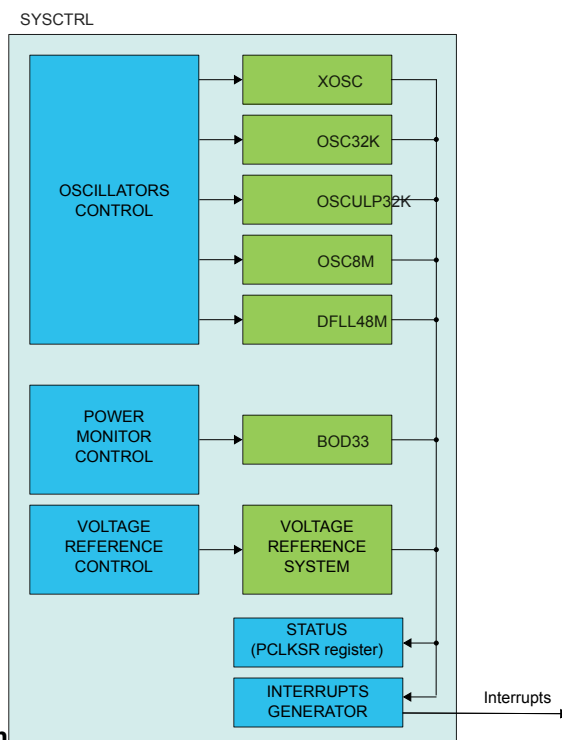 SYSCTRL
OSCILLATORS
CONTROL
XOSC
OSC32K
OSCULP32K
OSC8M
DFLL48M
POWER
MONITOR
CONTROL
BOD33
VOLTAGE
REFERENCE
CONTROL
VOLTAGE
REFERENCE
SYSTEM
STATUS
(PCLKSR register)
INTERRUPTS
GENERATOR
Interrupts